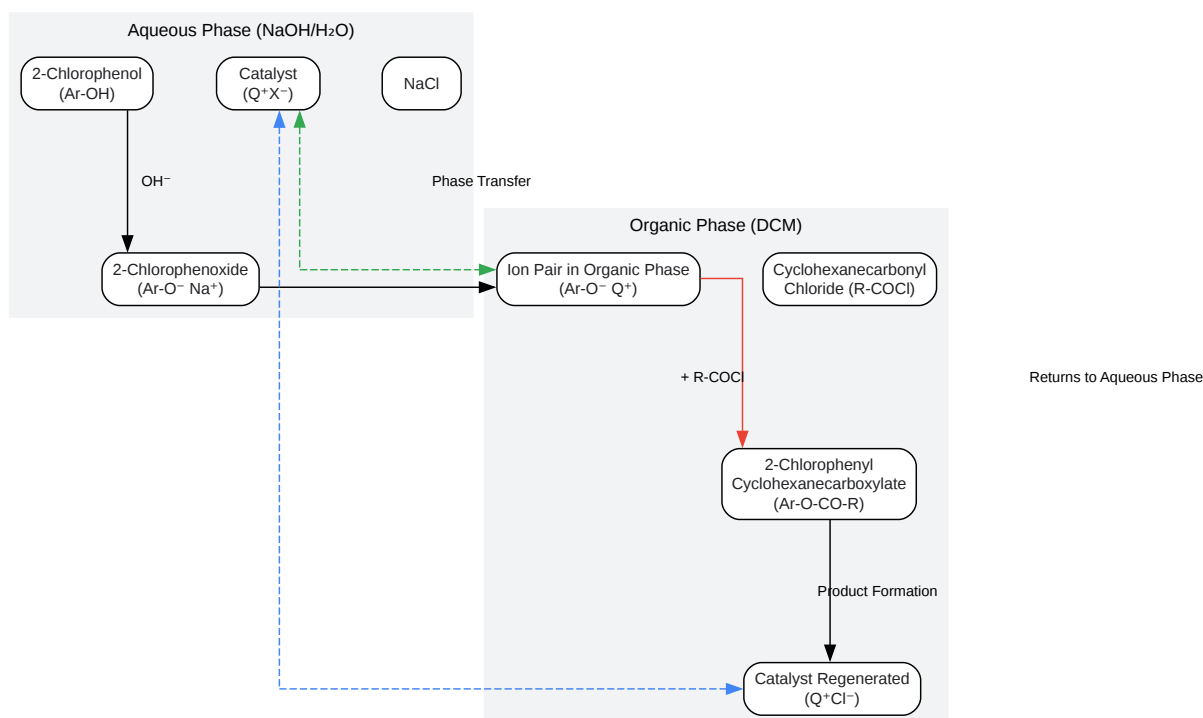 Aqueous Phase (NaOH/H₂O)
2-Chlorophenol
(Ar-OH)
Catalyst
(Q⁺X⁻)
NaCl
OH⁻
Phase Transfer
Organic Phase (DCM)
2-Chlorophenoxide
(Ar-O⁻ Na⁺)
Ion Pair in Organic Phase
(Ar-O⁻ Q⁺)
Cyclohexanecarbonyl
Chloride (R-COCl)
+ R-COCl
Returns to Aqueous Phase
2-Chlorophenyl
Cyclohexanecarboxylate
(Ar-O-CO-R)
Product Formation
Catalyst Regenerated
(Q⁺Cl⁻)